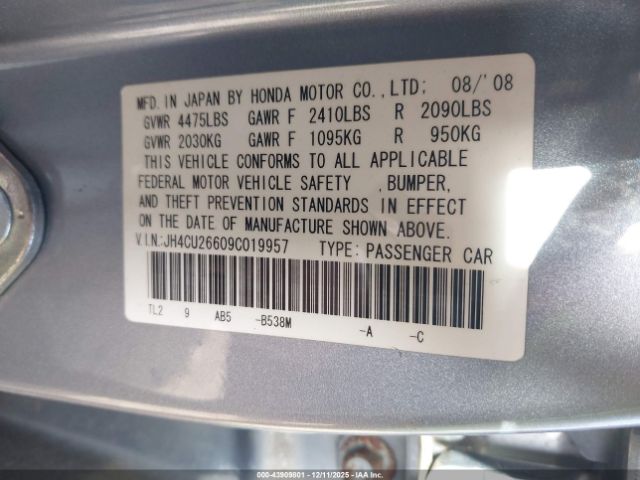 MFD. IN JAPAN BY HONDA MOTOR CO., LTD; 08/'08
GVWR 4475LBS GAWR F 2410LBS R 2090LBS
GVWR 2030KG GAWR F 1095KG R 950KG
THIS VEHICLE CONFORMS TO ALL APPLICABLE
FEDERAL MOTOR VEHICLE SAFETY ,BUMPER,
AND THEFT PREVENTION STANDARDS IN EFFECT
ON THE DATE OF MANUFACTURE SHOWN ABOVE.
V.I.N.:JH4CU26609C019957 TYPE: PASSENGER CAR
TL2 9 AB5 -B538M -A -C
000-43909801 - 12/11/2025 - LANE ASSIGNED